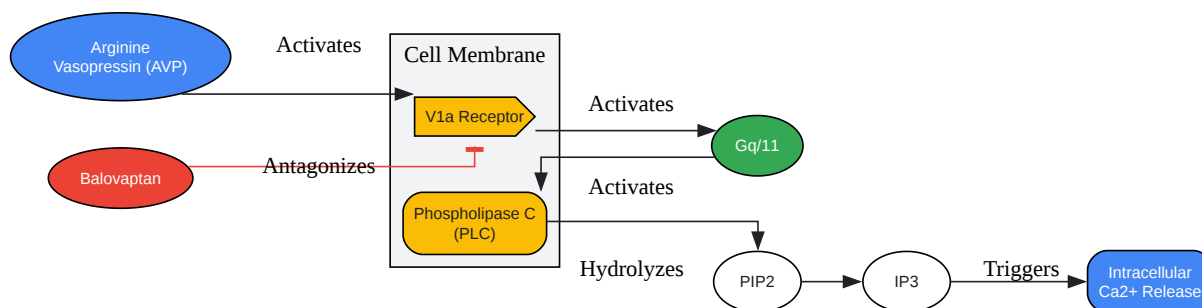 Arginine
Vasopressin (AVP)
Activates
Cell Membrane
V1a Receptor
Activates
Gq/11
Balovaptan
Antagonizes
Activates
Phospholipase C
(PLC)
Hydrolyzes
PIP2
IP3
Triggers
Intracellular
Ca2+ Release